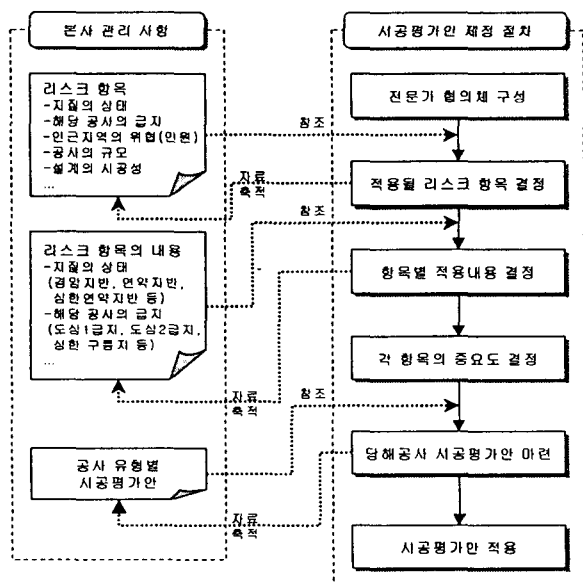 본사 관리 사항
리스크 항목
-지질의 상태
-해당 공사의 급지
-인근지역의 위협(민원)
-공사의 규모
-설계의 시공성
...
리스크 항목의 내용
-지질의 상태
(경암지반, 연약지반,
심한연약지반 등)
-해당 공사의 급지
(도심1급지, 도심2급지,
심한 구릉지 등)
...
공사 유형별
시공평가안
참조
자료
축적
참조
자료
축적
참조
자료
축적
시공평가안 제정 절차
전문가 협의체 구성
적용될 리스크 항목 결정
항목별 적용내용 결정
각 항목의 중요도 결정
당해공사 시공평가안 마련
시공평가안 적용